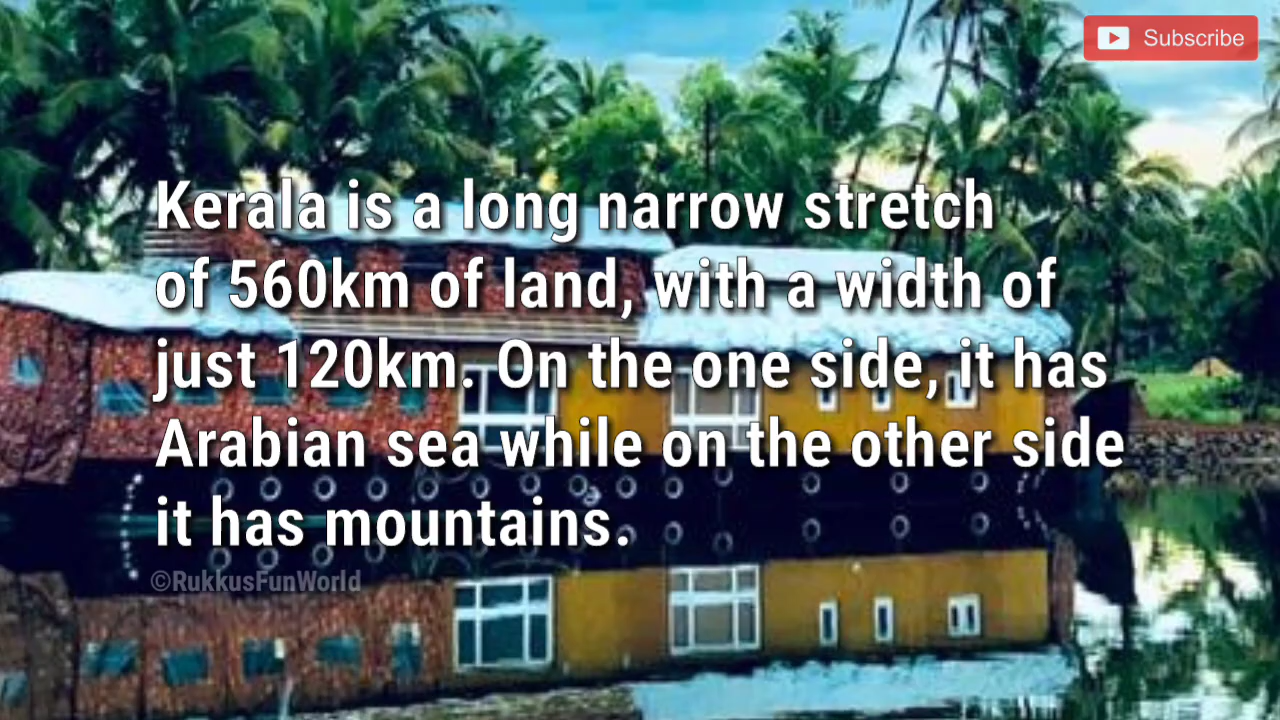 Subscribe
Kerala is a long narrow stretch
of 560km of land, with a width of
just 120km. On the one side, it has
Arabian sea while on the other side
it has mountains.
©RukkusFunWorld